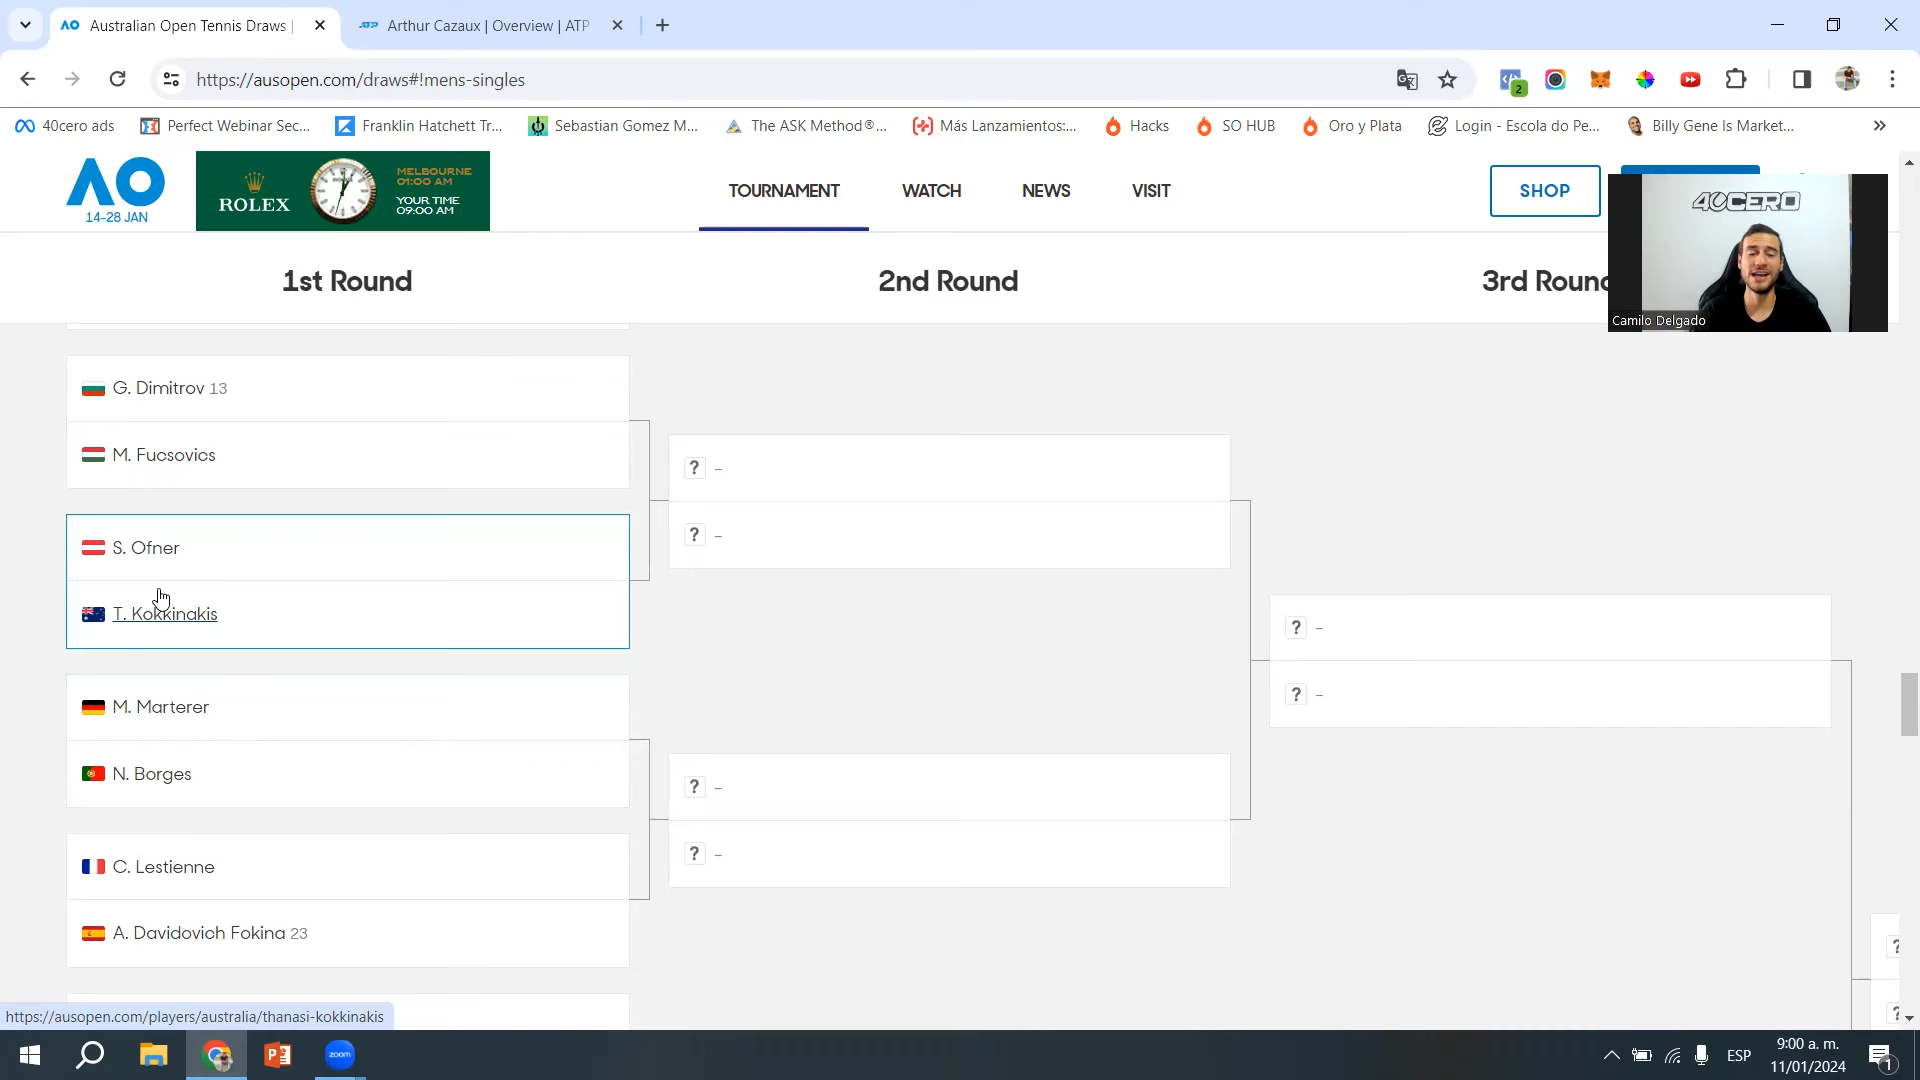 Australian Open Tennis Draws |
Arthur Cazaux | Overview | ATP
https://ausopen.com/draws#!mens-singles
2
40cero ads
Perfect Webinar Sec...
Franklin Hatchett Tr...
Sebastian Gomez M...
The ASK Method®...
Más Lanzamientos:...
Hacks
SO HUB
Oro y Plata
Login - Escola do Pe...
Billy Gene Is Market...
AO
14-28 JAN
ROLEX
MELBOURNE
01:00 AM
YOUR TIME
09:00 AM
TOURNAMENT
WATCH
NEWS
VISIT
SHOP
40CERO
Camilo Delgado
1st Round
2nd Round
3rd Round
G. Dimitrov 13
M. Fucsovics
S. Ofner
T. Kokkinakis
M. Marterer
N. Borges
C. Lestienne
A. Davidovich Fokina 23
? –
? –
? –
? –
? –
? –
?
?
https://ausopen.com/players/australia/thanasi-kokkinakis
zoom
ESP
9:00 a. m.
11/01/2024
1